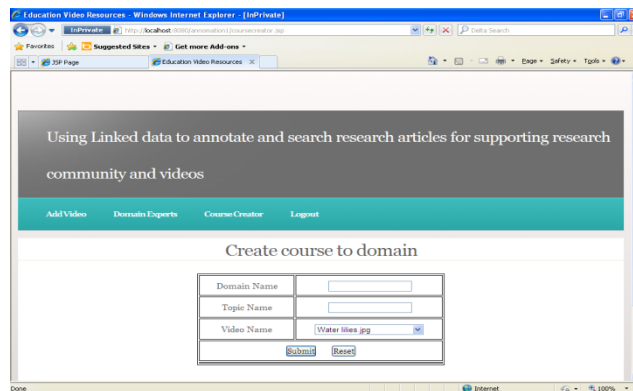 Education Video Resources - Windows Internet Explorer - [InPrivate]
InPrivate http://localhost:8080/annomation1/coursecreator.jsp Delta Search
Favorites Suggested Sites Get more Add-ons
JSP Page Education Video Resources Page Safety Tools
Using Linked data to annotate and search research articles for supporting research
community and videos
Add Video Domain Experts Course Creator Logout
Create course to domain
Domain Name
Topic Name
Video Name Water lilies.jpg
Submit Reset
Done Internet 100%